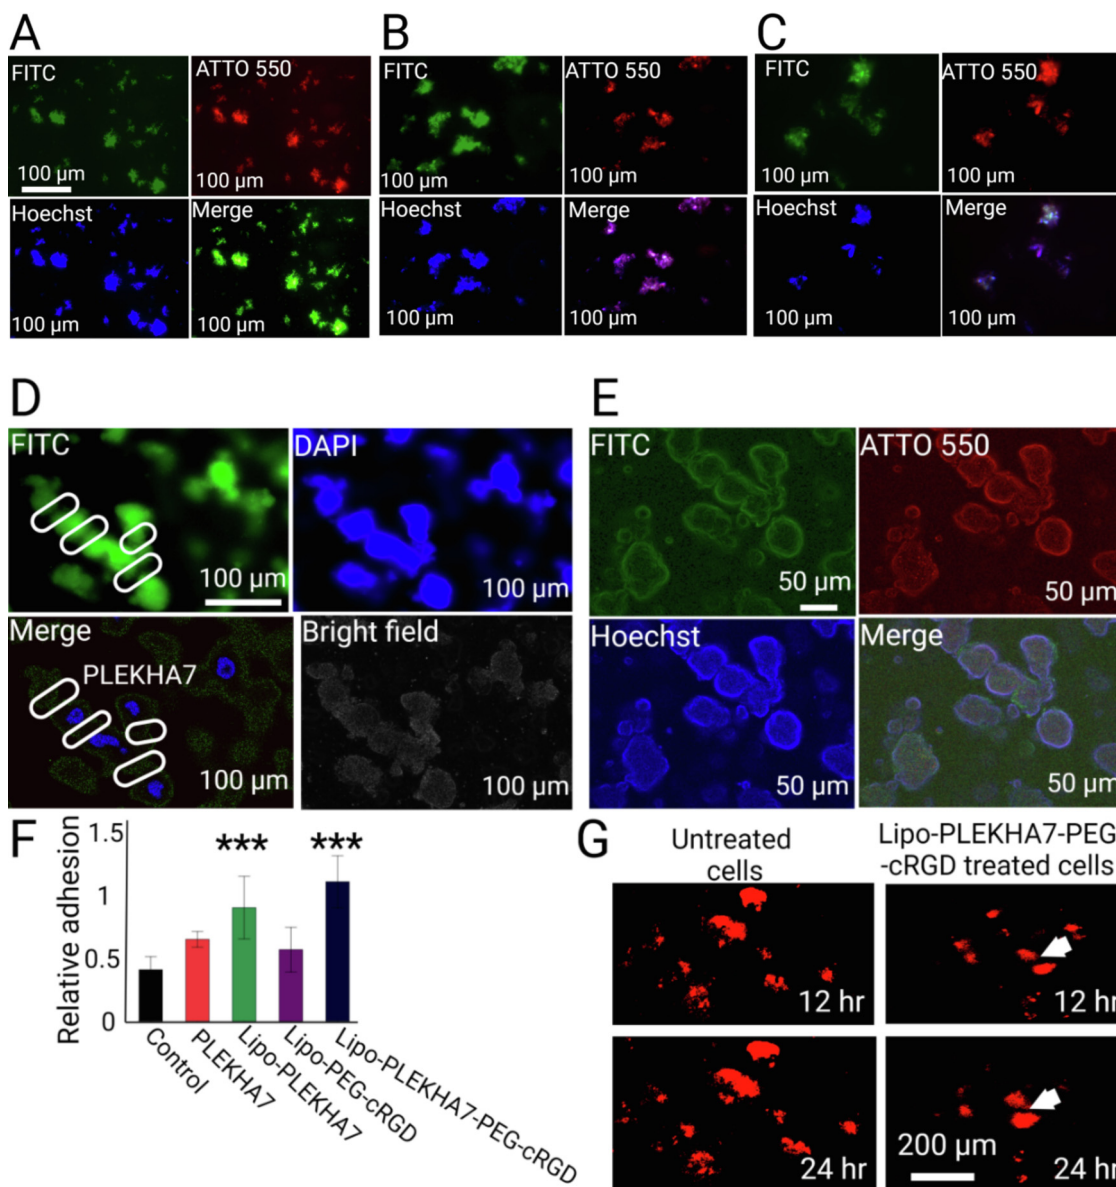 A
FITC
ATTO 550
100 µm
100 µm
Hoechst
Merge
100 µm
100 µm
B
FITC
ATTO 550
100 µm
100 µm
Hoechst
Merge
100 µm
100 µm
C
FITC
ATTO 550
100 µm
100 µm
Hoechst
Merge
100 µm
100 µm
D
FITC
DAPI
100 µm
100 µm
Merge
PLEKHA7
Bright field
100 µm
100 µm
E
FITC
ATTO 550
50 µm
50 µm
Hoechst
Merge
50 µm
50 µm
F
Relative adhesion
1.5
1
0.5
0
***
***
Control
PLEKHA7
Lipo-PLEKHA7
Lipo-PEG-cRGD
Lipo-PLEKHA7-PEG-cRGD
G
Untreated
cells
Lipo-PLEKHA7-PEG
-cRGD treated cells
12 hr
12 hr
24 hr
200 µm
24 hr